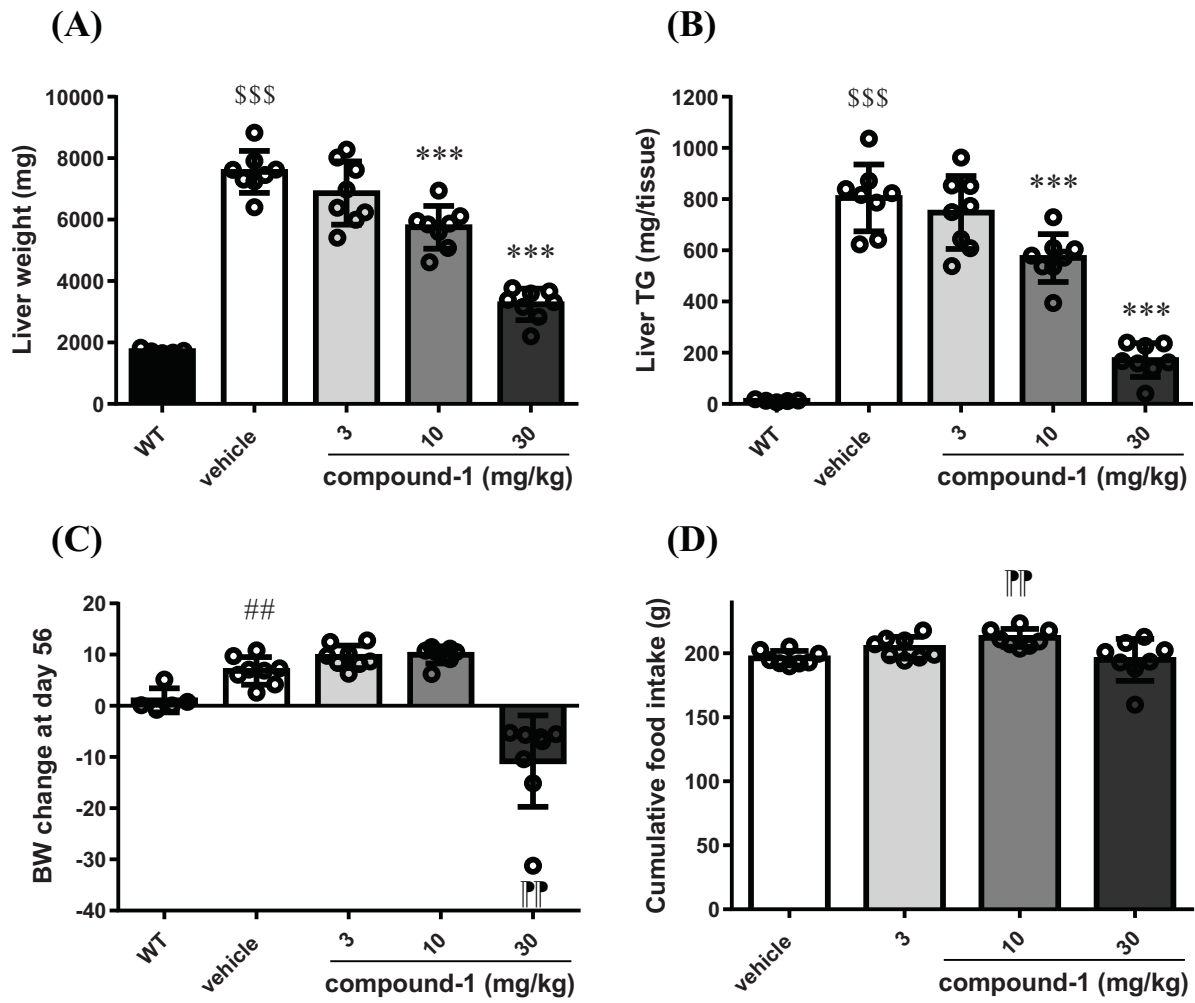 (A)
Liver weight (mg)
10000
8000
6000
4000
2000
0
$$$
***
***
WT
vehicle
3
10
30
compound-1 (mg/kg)
(B)
Liver TG (mg/tissue)
1200
1000
800
600
400
200
0
$$$
***
***
WT
vehicle
3
10
30
compound-1 (mg/kg)
(C)
BW change at day 56
20
10
0
-10
-20
-30
-40
##
¶¶
WT
vehicle
3
10
30
compound-1 (mg/kg)
(D)
Cumulative food intake (g)
200
150
100
50
0
¶¶
vehicle
3
10
30
compound-1 (mg/kg)